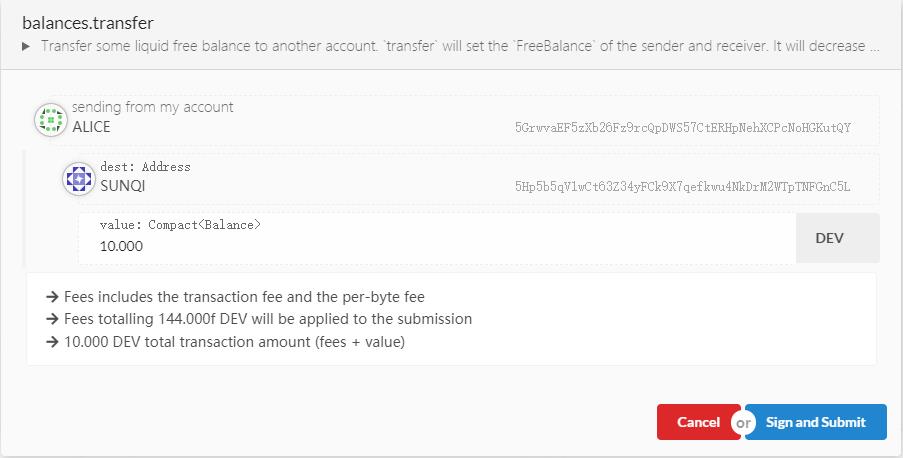 balances.transfer
▶ Transfer some liquid free balance to another account. `transfer` will set the `FreeBalance` of the sender and receiver. It will decrease ...
sending from my account
ALICE 5GrwvaEF5zXb26Fz9rcQpDWS57CtERHpNehXCPcNoHGKutQY
dest: Address
SUNQI 5Hp5b5qVlwCt63Z34yFCk9X7qefkwu4NkDrM2WTpTNFGnC5L
value: Compact<Balance>
10.000 DEV
→ Fees includes the transaction fee and the per-byte fee
→ Fees totalling 144.000f DEV will be applied to the submission
→ 10.000 DEV total transaction amount (fees + value)
Cancel or Sign and Submit